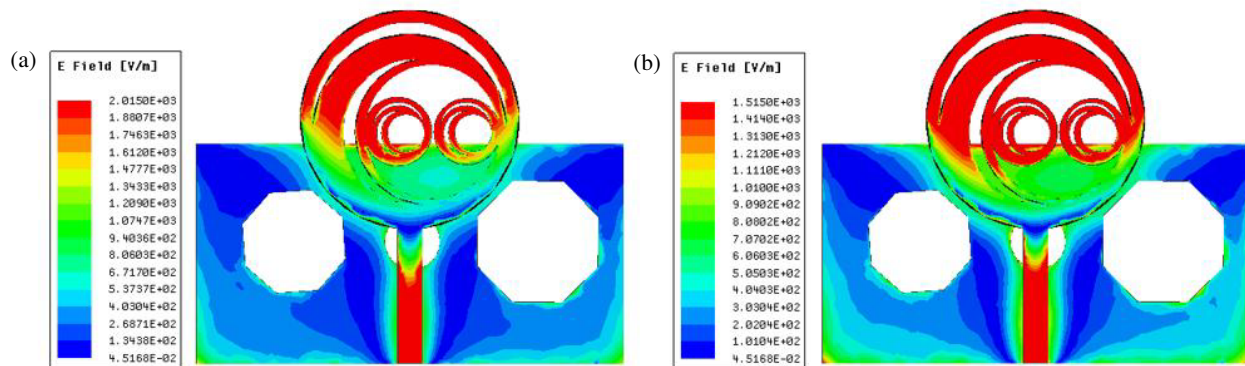 (a)
E Field [V/m]
2.0150E+03
1.8807E+03
1.7463E+03
1.6120E+03
1.4777E+03
1.3433E+03
1.2090E+03
1.0747E+03
9.4036E+02
8.0603E+02
6.7170E+02
5.3737E+02
4.0304E+02
2.6871E+02
1.3438E+02
4.5168E-02
(b)
E Field [V/m]
1.5150E+03
1.4140E+03
1.3130E+03
1.2120E+03
1.1110E+03
1.0100E+03
9.0902E+02
8.0802E+02
7.0702E+02
6.0603E+02
5.0503E+02
4.0403E+02
3.0304E+02
2.0204E+02
1.0104E+02
4.5168E-02